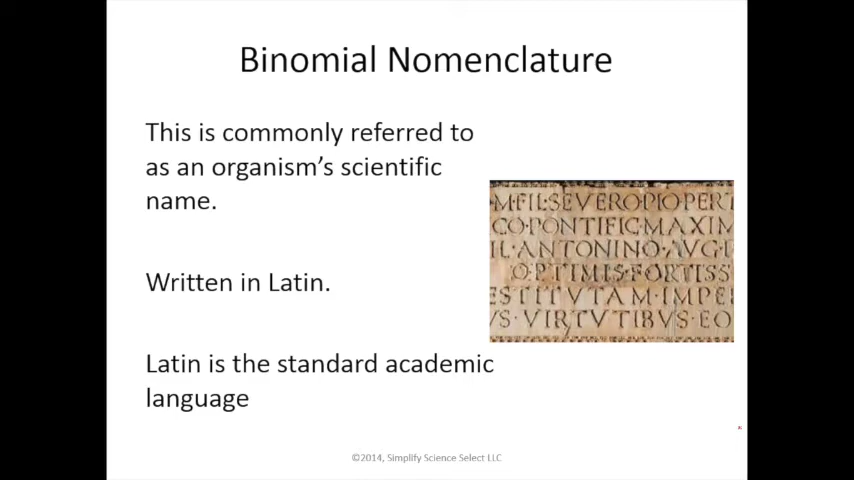 Binomial Nomenclature
This is commonly referred to
as an organism's scientific
name.
Written in Latin.
Latin is the standard academic
language
M·FIL·SEVERO·PIO·PERT
CO·PONTIFIC·MAXIM
IL·ANTONINO·AVG·
OPTIMIS·FORTISS
ESTITVTAM·IMPE
VS·VIRTVTIBVS·EO
©2014, Simplify Science Select LLC